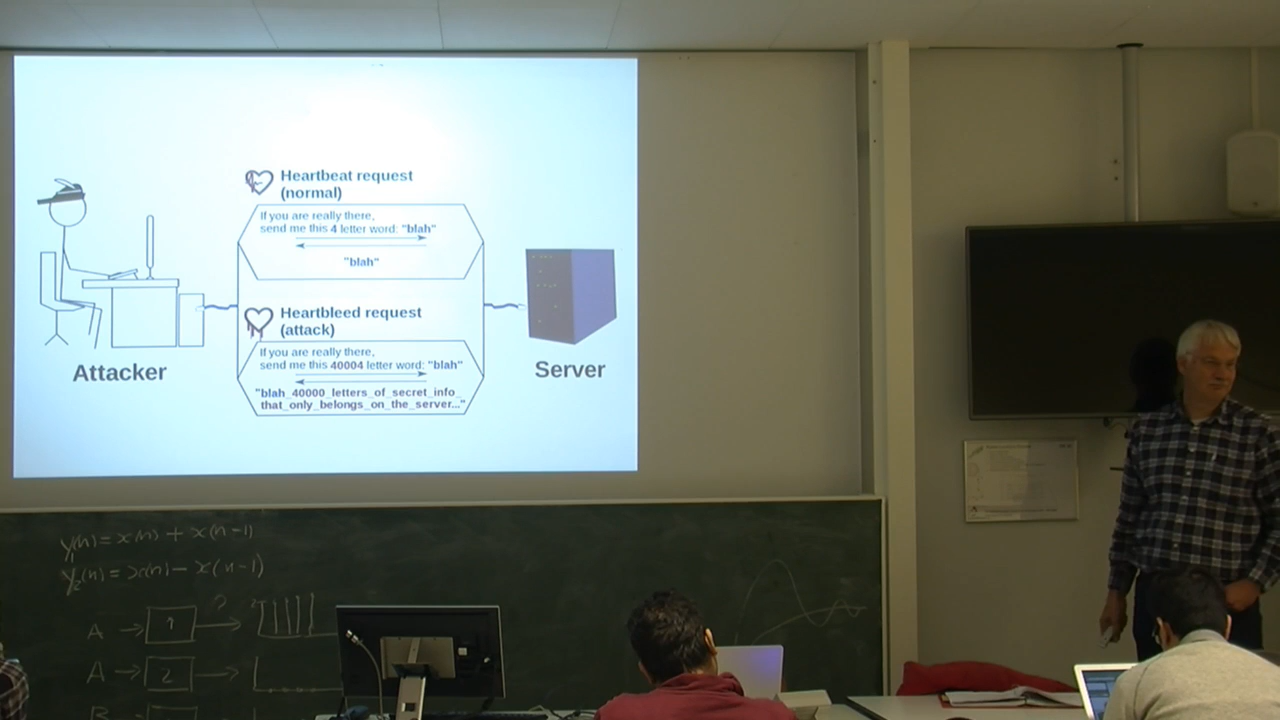 Heartbeat request
(normal)
If you are really there,
send me this 4 letter word: "blah"
"blah"
Heartbleed request
(attack)
If you are really there,
send me this 40004 letter word: "blah"
"blah_40000_letters_of_secret_info_
that_only_belongs_on_the_server..."
Attacker
Server
y₁(n) = x(n) + x(n-1)
y₂(n) = x(n) - x(n-1)
A → 1 → ?
A → 2 →
B